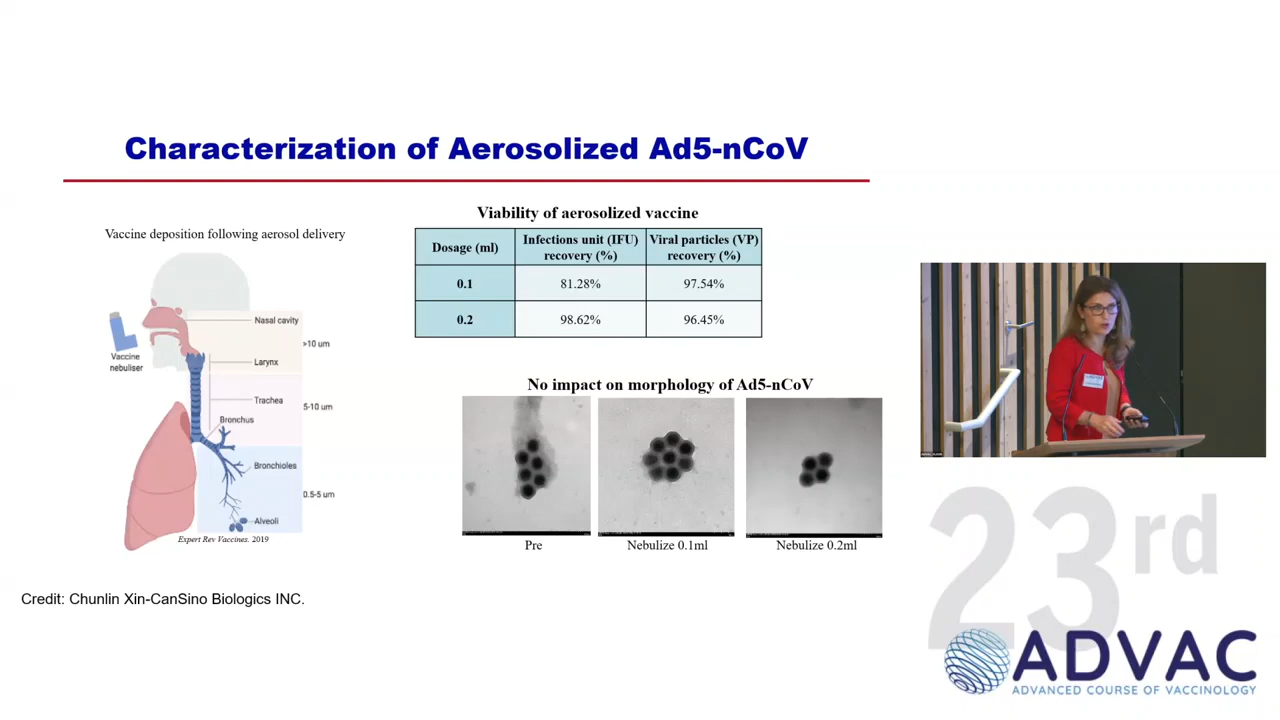 Characterization of Aerosolized Ad5-nCoV
Vaccine deposition following aerosol delivery
Nasal cavity
>10 um
Vaccine
nebuliser
Larynx
Trachea
5-10 um
Bronchus
Bronchioles
0.5-5 um
Alveoli
Expert Rev Vaccines. 2019
Viability of aerosolized vaccine
Dosage (ml)
Infections unit (IFU)
recovery (%)
Viral particles (VP)
recovery (%)
0.1
81.28%
97.54%
0.2
98.62%
96.45%
No impact on morphology of Ad5-nCoV
Pre
Nebulize 0.1ml
Nebulize 0.2ml
Credit: Chunlin Xin-CanSino Biologics INC.
23rd
ADVAC
ADVANCED COURSE OF VACCINOLOGY